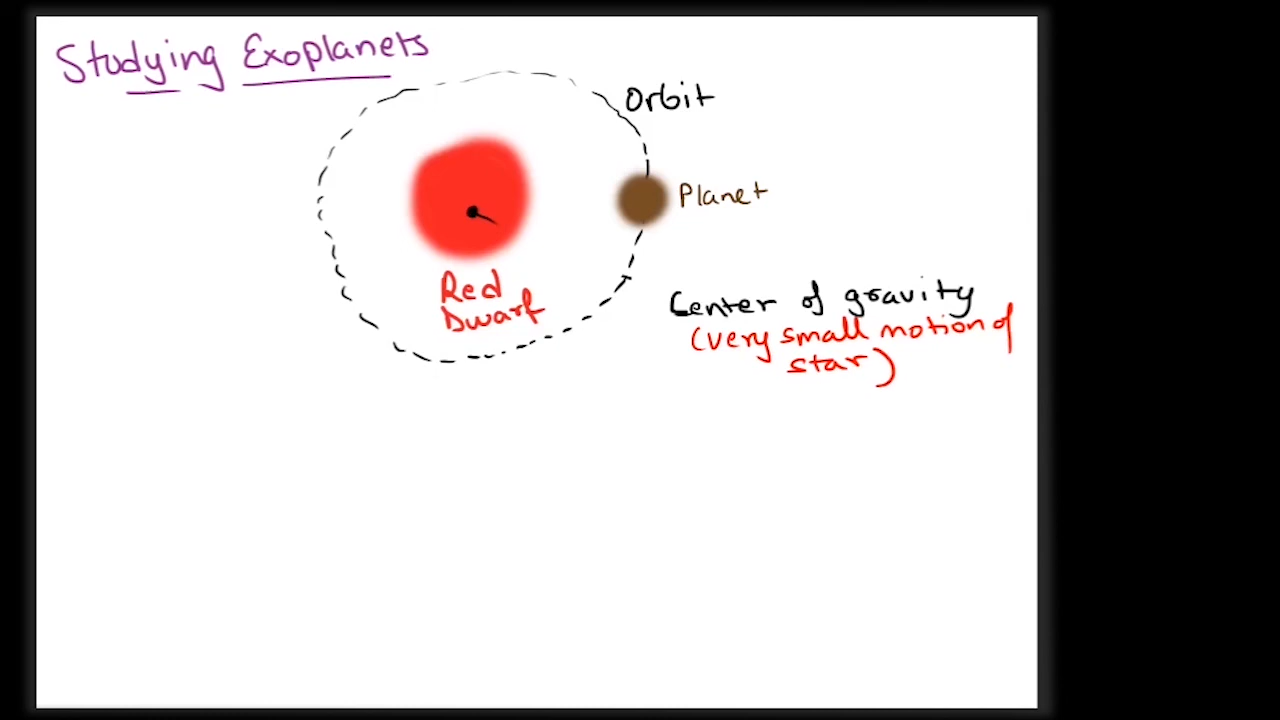 Studying Exoplanets
Orbit
Planet
Red
Dwarf
Center of gravity
(very small motion of
star)